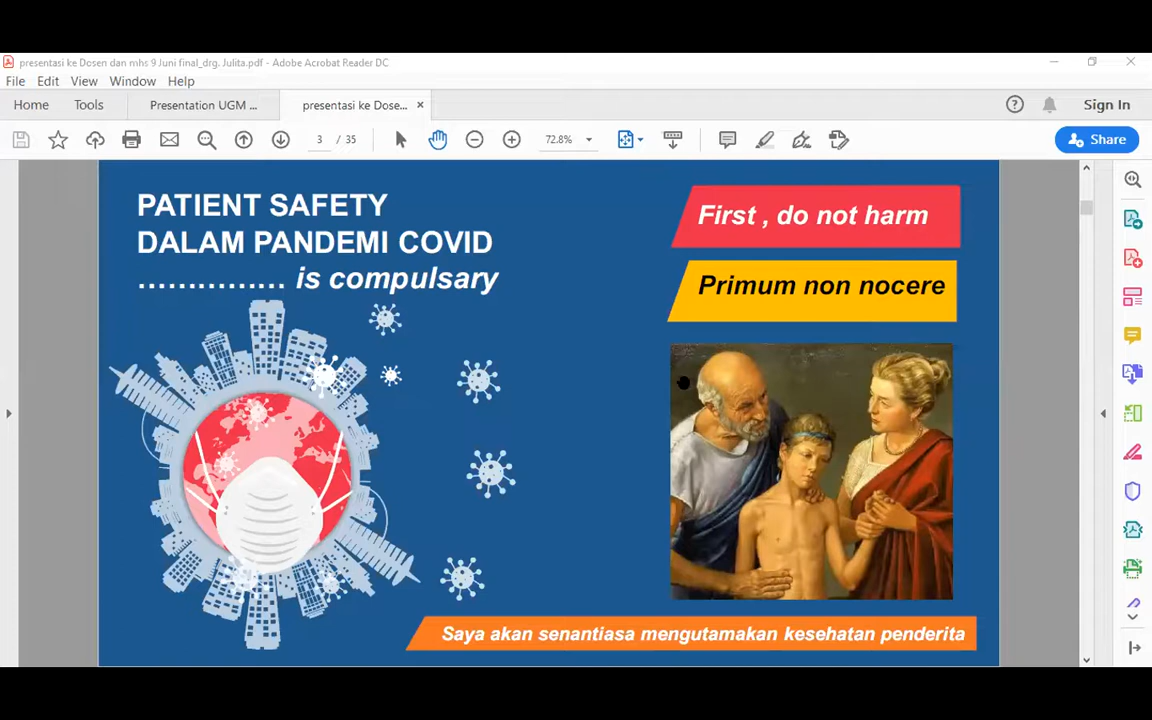 presentasi ke Dosen dan mhs 9 Juni final_drg. Julita.pdf - Adobe Acrobat Reader DC
File Edit View Window Help
Home Tools Presentation UGM ... presentasi ke Dose... ×
3 / 35 72.8% Share
Sign In
PATIENT SAFETY
DALAM PANDEMI COVID
............... is compulsary
First , do not harm
Primum non nocere
Saya akan senantiasa mengutamakan kesehatan penderita